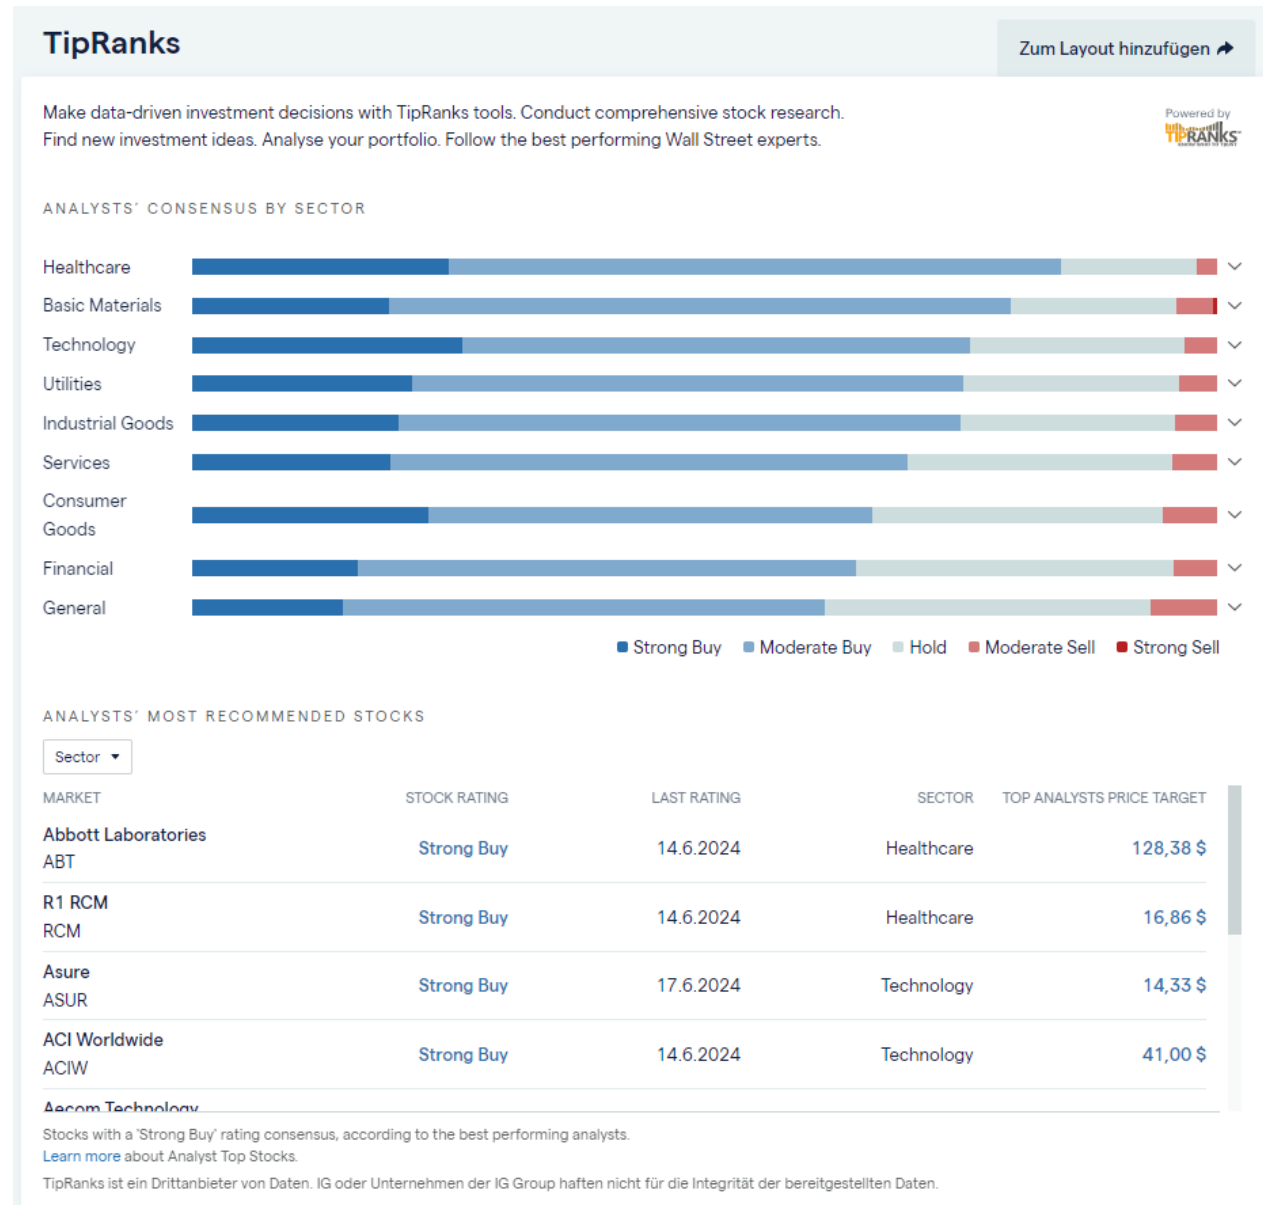 TipRanks
Zum Layout hinzufügen
Make data-driven investment decisions with TipRanks tools. Conduct comprehensive stock research.
Find new investment ideas. Analyse your portfolio. Follow the best performing Wall Street experts.
Powered by
TIPRANKS
ANALYSTS´ CONSENSUS BY SECTOR
Healthcare
Basic Materials
Technology
Utilities
Industrial Goods
Services
Consumer
Goods
Financial
General
Strong Buy Moderate Buy Hold Moderate Sell Strong Sell
ANALYSTS´ MOST RECOMMENDED STOCKS
Sector
MARKET STOCK RATING LAST RATING SECTOR TOP ANALYSTS PRICE TARGET
Abbott Laboratories
ABT Strong Buy 14.6.2024 Healthcare 128,38 $
R1 RCM
RCM Strong Buy 14.6.2024 Healthcare 16,86 $
Asure
ASUR Strong Buy 17.6.2024 Technology 14,33 $
ACI Worldwide
ACIW Strong Buy 14.6.2024 Technology 41,00 $
Aecom Technology
Stocks with a 'Strong Buy' rating consensus, according to the best performing analysts.
Learn more about Analyst Top Stocks.
TipRanks ist ein Drittanbieter von Daten. IG oder Unternehmen der IG Group haften nicht für die Integrität der bereitgestellten Daten.